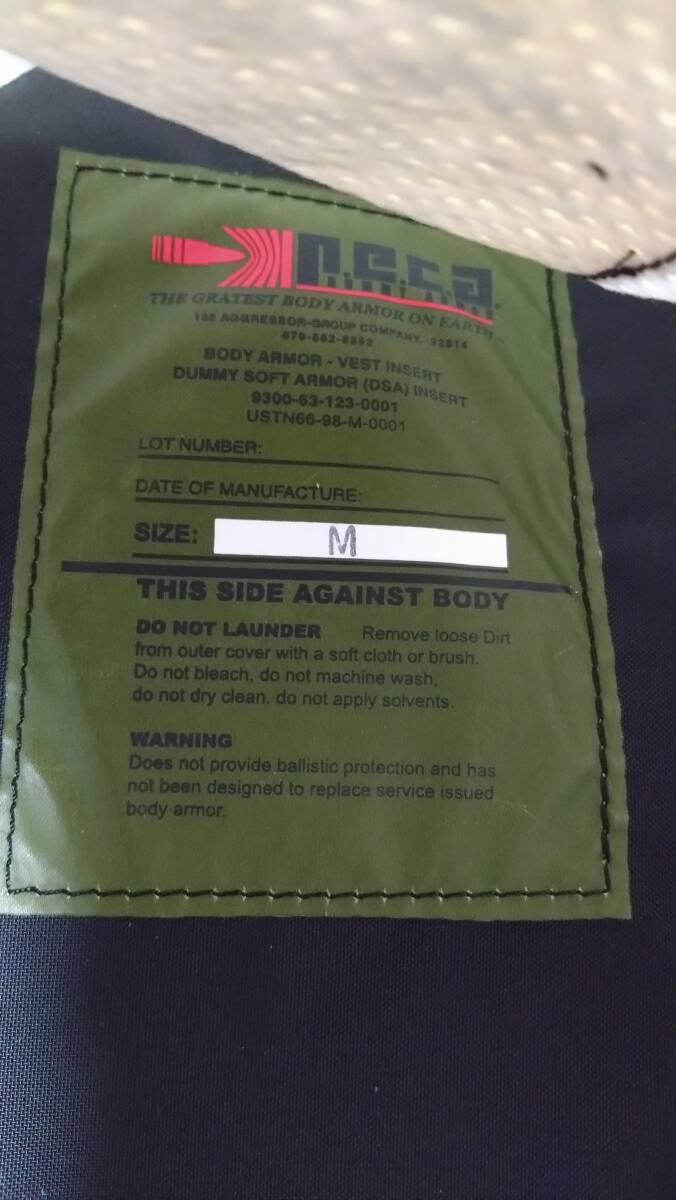 THE GRATEST BODY ARMOR ON EARTH
BODY ARMOR - VEST INSERT
DUMMY SOFT ARMOR (DSA) INSERT
9300-63-123-0001
USTN66-98-M-0001
LOT NUMBER:
DATE OF MANUFACTURE:
SIZE: M
THIS SIDE AGAINST BODY
DO NOT LAUNDER Remove loose Dirt
from outer cover with a soft cloth or brush.
Do not bleach, do not machine wash,
do not dry clean. do not apply solvents.
WARNING
Does not provide ballistic protection and has
not been designed to replace service issued
body armor.